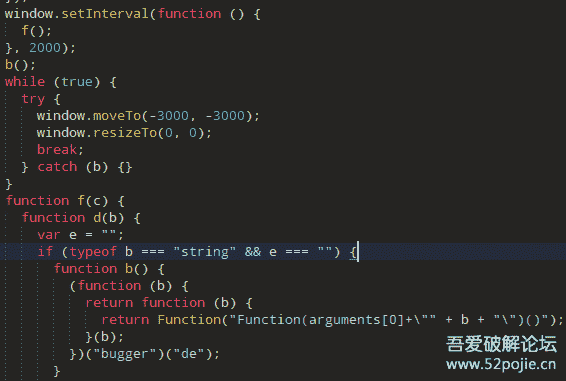 });
window.setInterval(function () {
  f();
}, 2000);
b();
while (true) {
  try {
    window.moveTo(-3000, -3000);
    window.resizeTo(0, 0);
    break;
  } catch (b) {}
}
function f(c) {
  function d(b) {
    var e = "";
    if (typeof b === "string" && e === "") {
      function b() {
        (function (b) {
          return function (b) {
            return Function("Function(arguments[0]+\"" + b + "\")()");
          }(b);
        })("bugger")("de");
      }
吾爱破解论坛
www.52pojie.cn